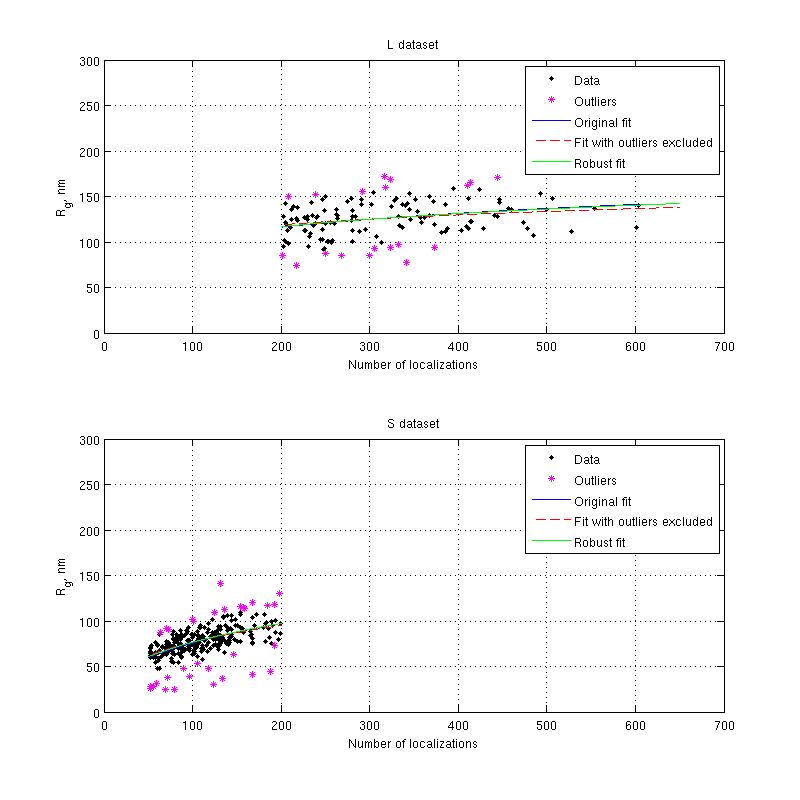 L dataset
300
250
200
150
100
50
0
R_g, nm
Data
Outliers
Original fit
Fit with outliers excluded
Robust fit
0 100 200 300 400 500 600 700
Number of localizations
S dataset
300
250
200
150
100
50
0
R_g, nm
Data
Outliers
Original fit
Fit with outliers excluded
Robust fit
0 100 200 300 400 500 600 700
Number of localizations